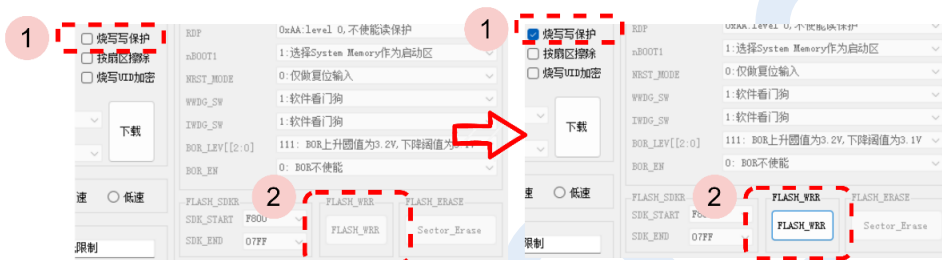 1
烧写写保护
按扇区擦除
烧写UID加密
下载
速
低速
限制
RDP
0xAA:level 0,不使能读保护
nBOOT1
1:选择System Memory作为启动区
NRST_MODE
0:仅做复位输入
WWDG_SW
1:软件看门狗
IWDG_SW
1:软件看门狗
BOR_LEV[[2:0]
111: BOR上升阈值为3.2V,下降阈值为3.1V
BOR_EN
0: BOR不使能
2
FLASH_SDKR
SDK_START
F800
SDK_END
07FF
FLASH_WRR
FLASH_WRR
FLASH_ERASE
Sector_Erase
1
烧写写保护
按扇区擦除
烧写UID加密
下载
低速
限制
RDP
0xAA:level 0,不使能读保护
nBOOT1
1:选择System Memory作为启动区
NRST_MODE
0:仅做复位输入
WWDG_SW
1:软件看门狗
IWDG_SW
1:软件看门狗
BOR_LEV[[2:0]
111: BOR上升阈值为3.2V,下降阈值为3.1V
BOR_EN
0: BOR不使能
2
FLASH_SDKR
SDK_START
SDK_END
07FF
FLASH_WRR
FLASH_WRR
FLASH_ERASE
Sector_Erase